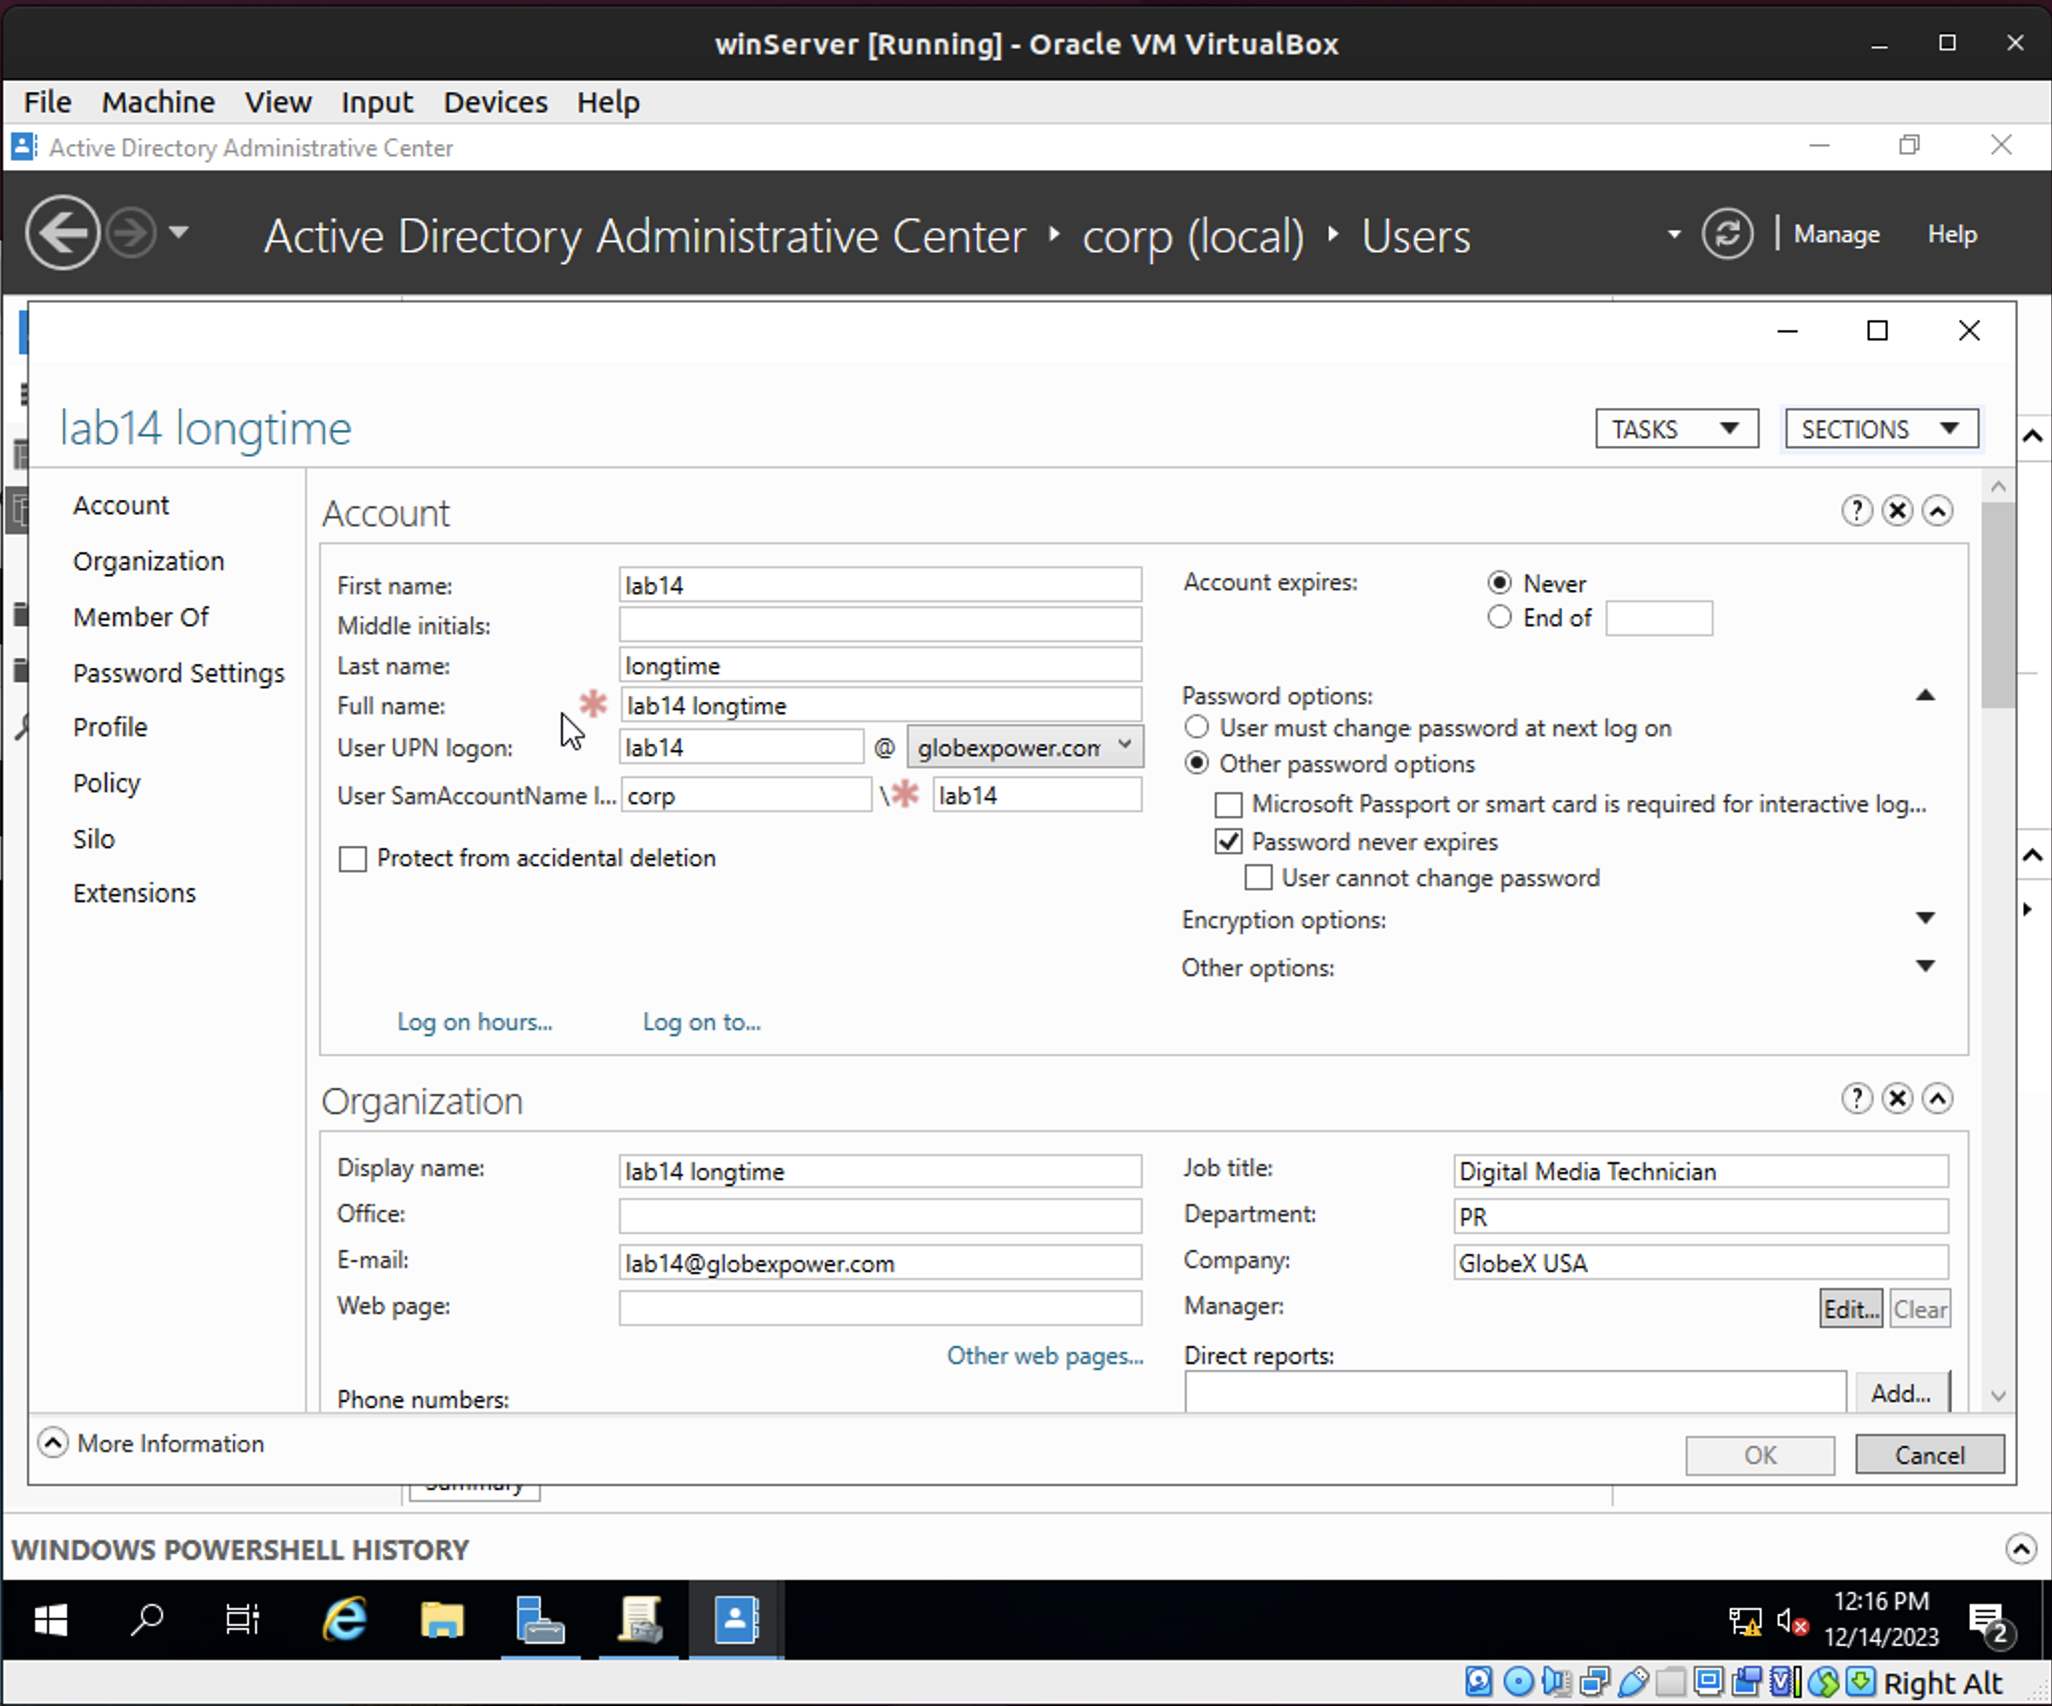 winServer [Running] - Oracle VM VirtualBox
File Machine View Input Devices Help
Active Directory Administrative Center
Active Directory Administrative Center ‣ corp (local) ‣ Users
| Manage Help
lab14 longtime
TASKS
SECTIONS
Account
Organization
Member Of
Password Settings
Profile
Policy
Silo
Extensions
Account
First name: lab14
Middle initials:
Last name: longtime
Full name: * lab14 longtime
User UPN logon: lab14 @ globexpower.com
User SamAccountName l... corp \ * lab14
Protect from accidental deletion
Log on hours... Log on to...
Account expires: Never
End of
Password options:
User must change password at next log on
Other password options
Microsoft Passport or smart card is required for interactive log...
Password never expires
User cannot change password
Encryption options:
Other options:
Organization
Display name: lab14 longtime
Office:
E-mail: lab14@globexpower.com
Web page:
Other web pages...
Phone numbers:
Job title: Digital Media Technician
Department: PR
Company: GlobeX USA
Manager: Edit... Clear
Direct reports:
Add...
More Information
OK Cancel
Summary
WINDOWS POWERSHELL HISTORY
12:16 PM
12/14/2023
2
Right Alt